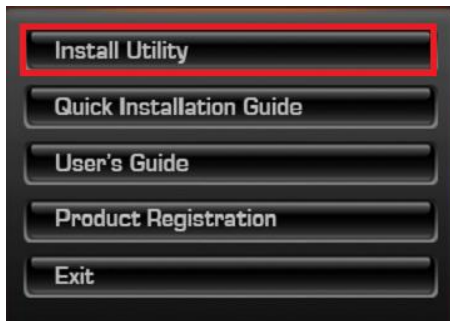 Install Utility
Quick Installation Guide
User's Guide
Product Registration
Exit